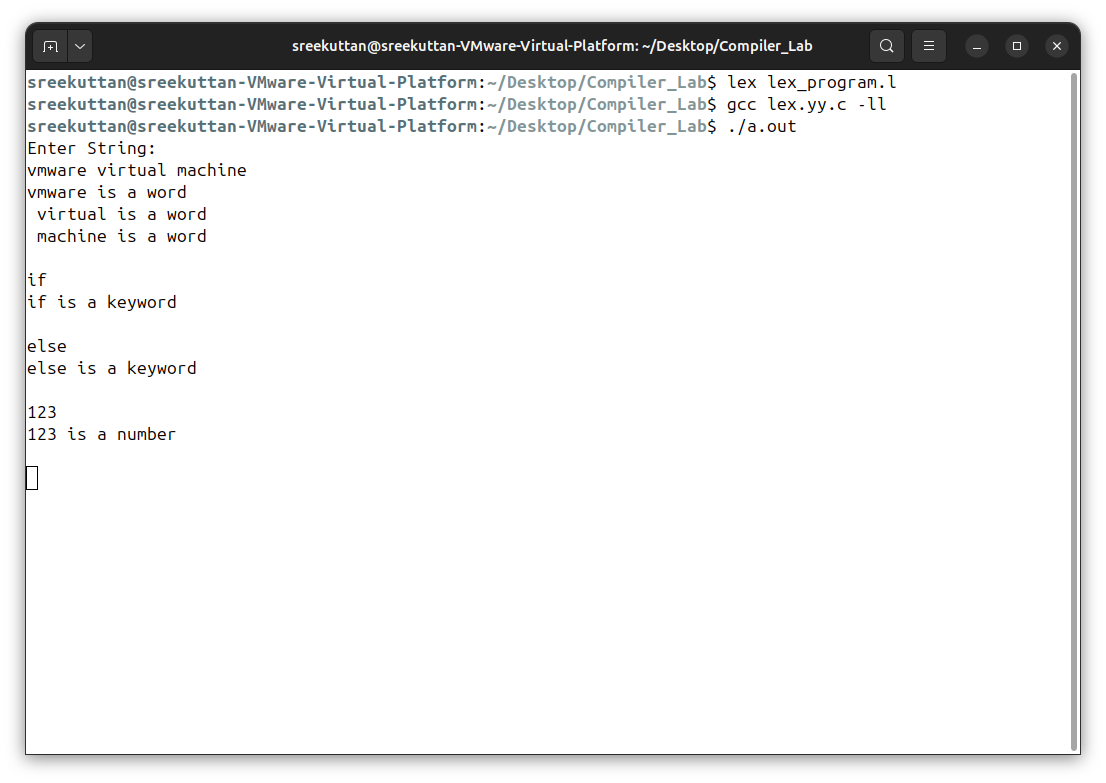 sreekuttan@sreekuttan-VMware-Virtual-Platform: ~/Desktop/Compiler_Lab
sreekuttan@sreekuttan-VMware-Virtual-Platform:~/Desktop/Compiler_Lab$ lex lex_program.l
sreekuttan@sreekuttan-VMware-Virtual-Platform:~/Desktop/Compiler_Lab$ gcc lex.yy.c -ll
sreekuttan@sreekuttan-VMware-Virtual-Platform:~/Desktop/Compiler_Lab$ ./a.out
Enter String:
vmware virtual machine
vmware is a word
virtual is a word
machine is a word
if
if is a keyword
else
else is a keyword
123
123 is a number